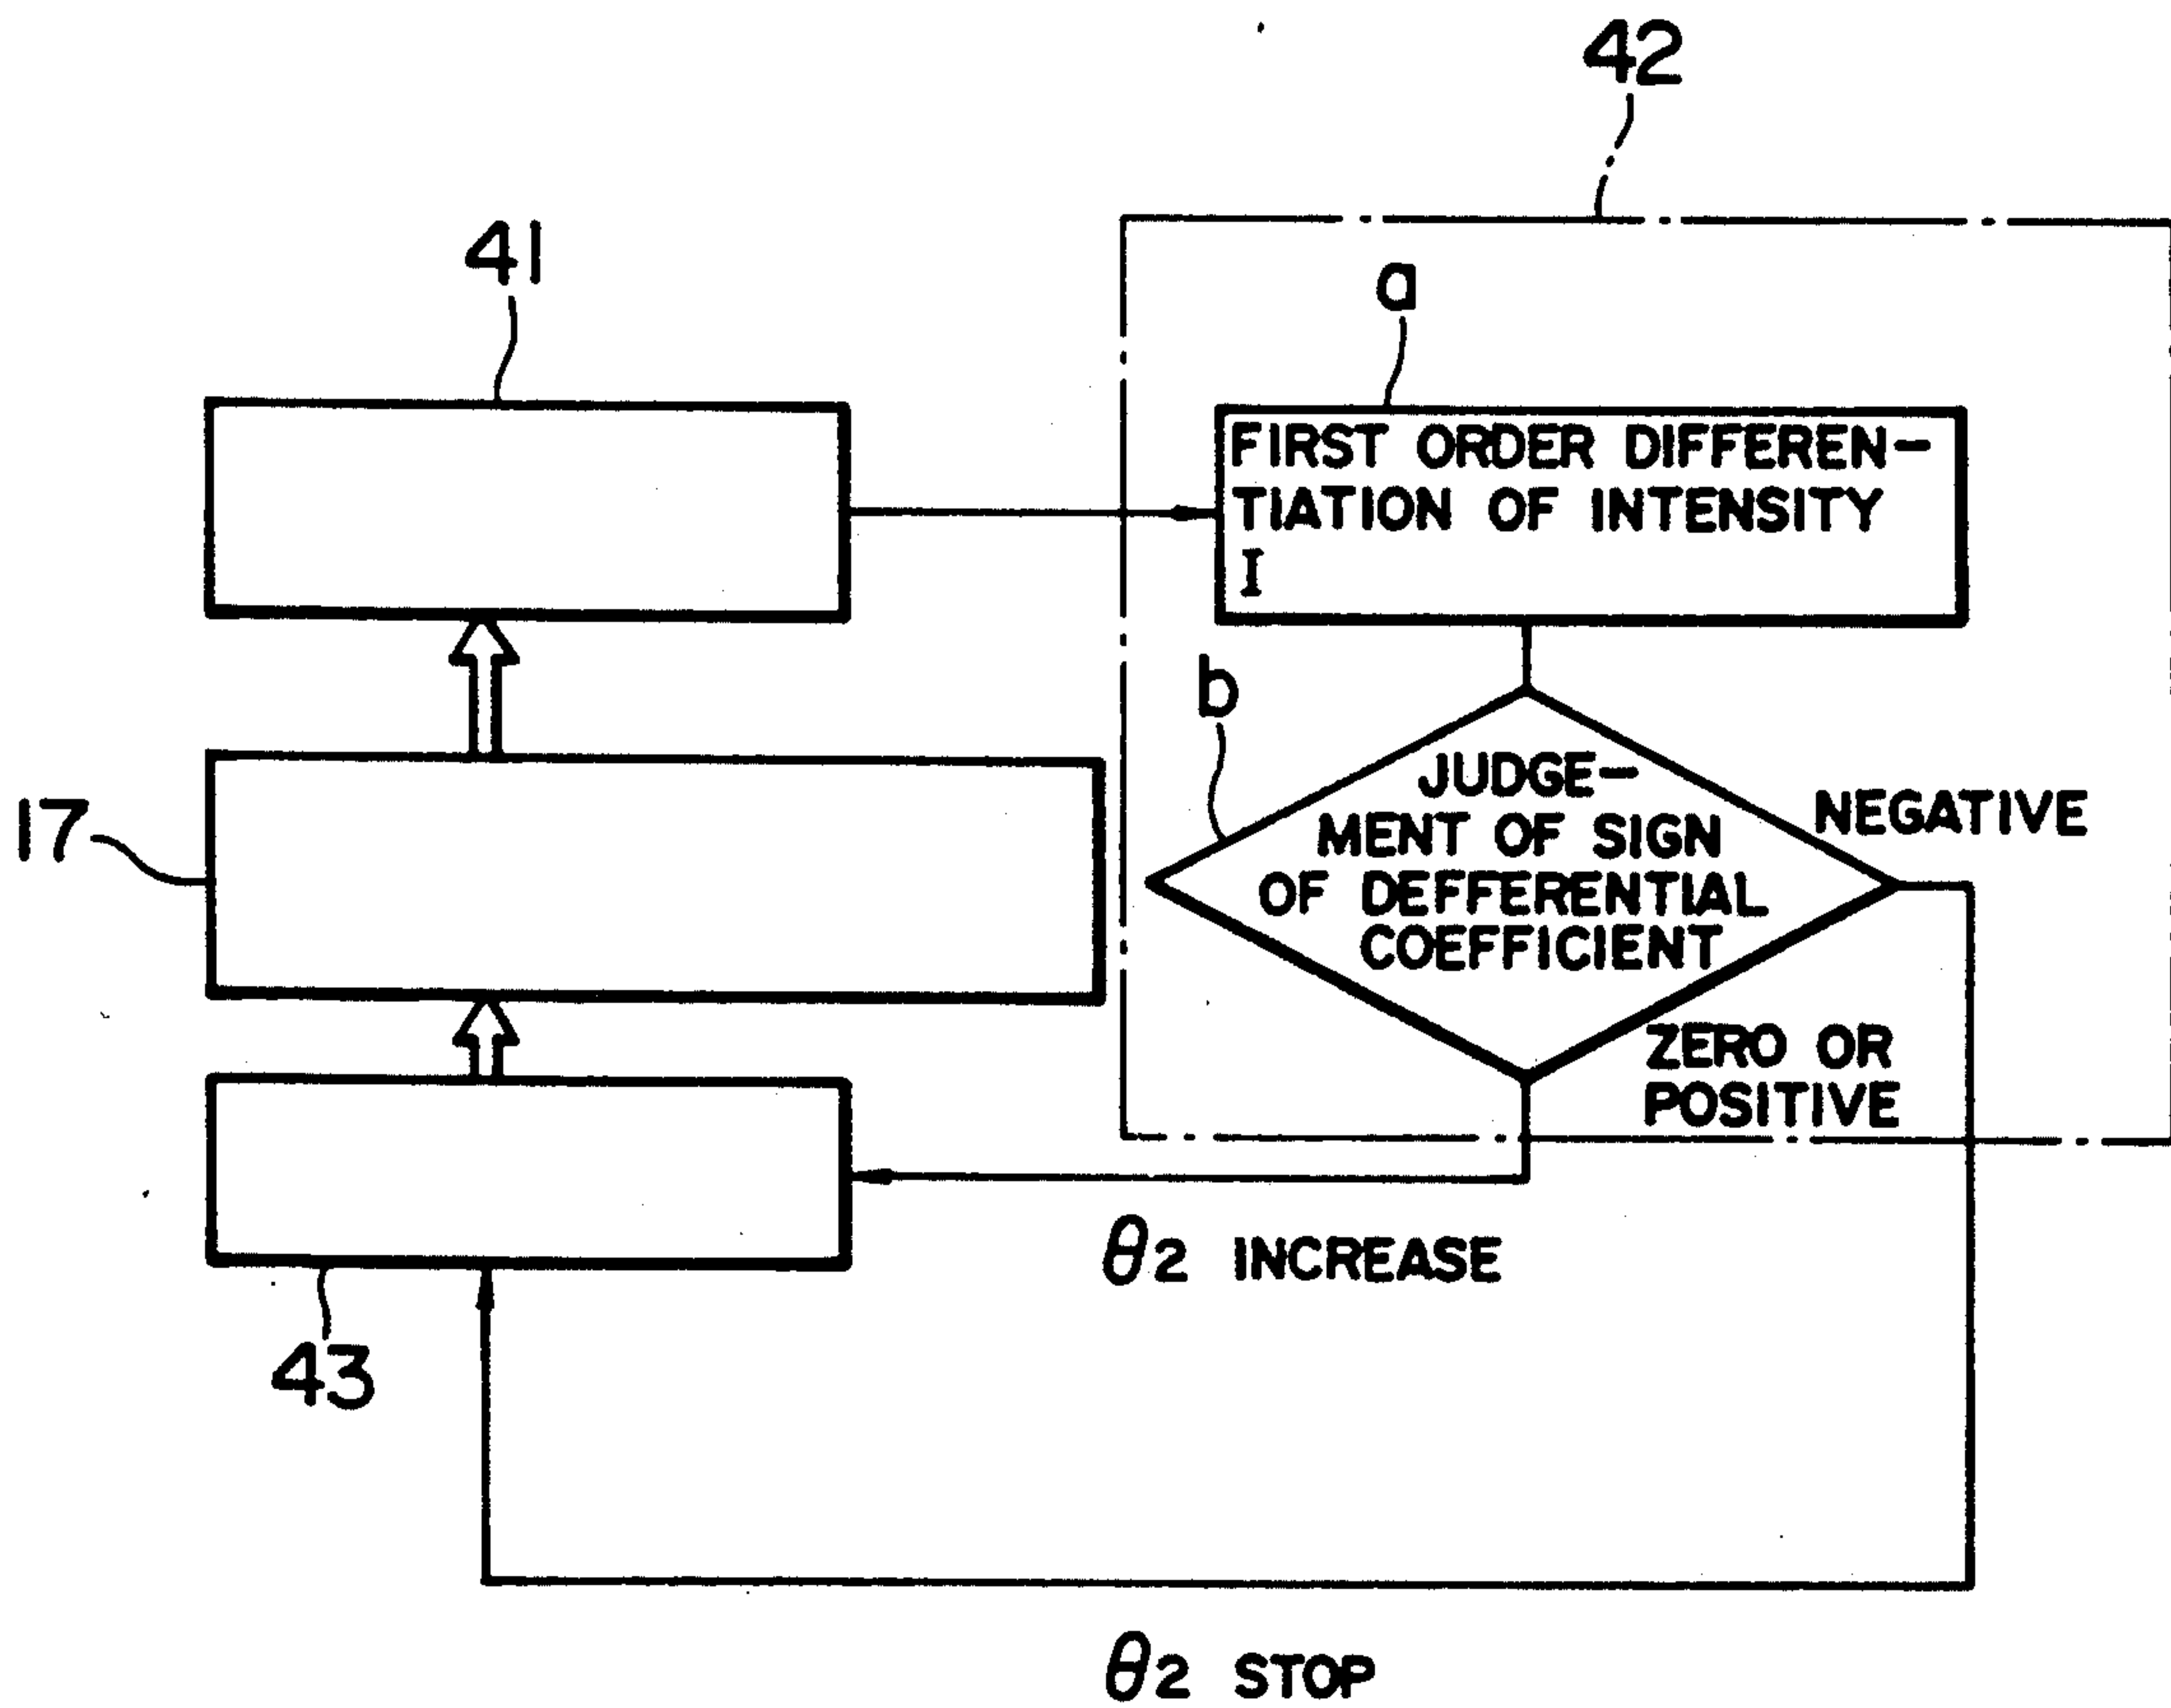 42
41
a
FIRST ORDER DIFFEREN-
TIATION OF INTENSITY
I
b
JUDGE-
MENT OF SIGN
OF DEFFERENTIAL
COEFFICIENT
NEGATIVE
17
ZERO OR
POSITIVE
θ2 INCREASE
43
θ2 STOP